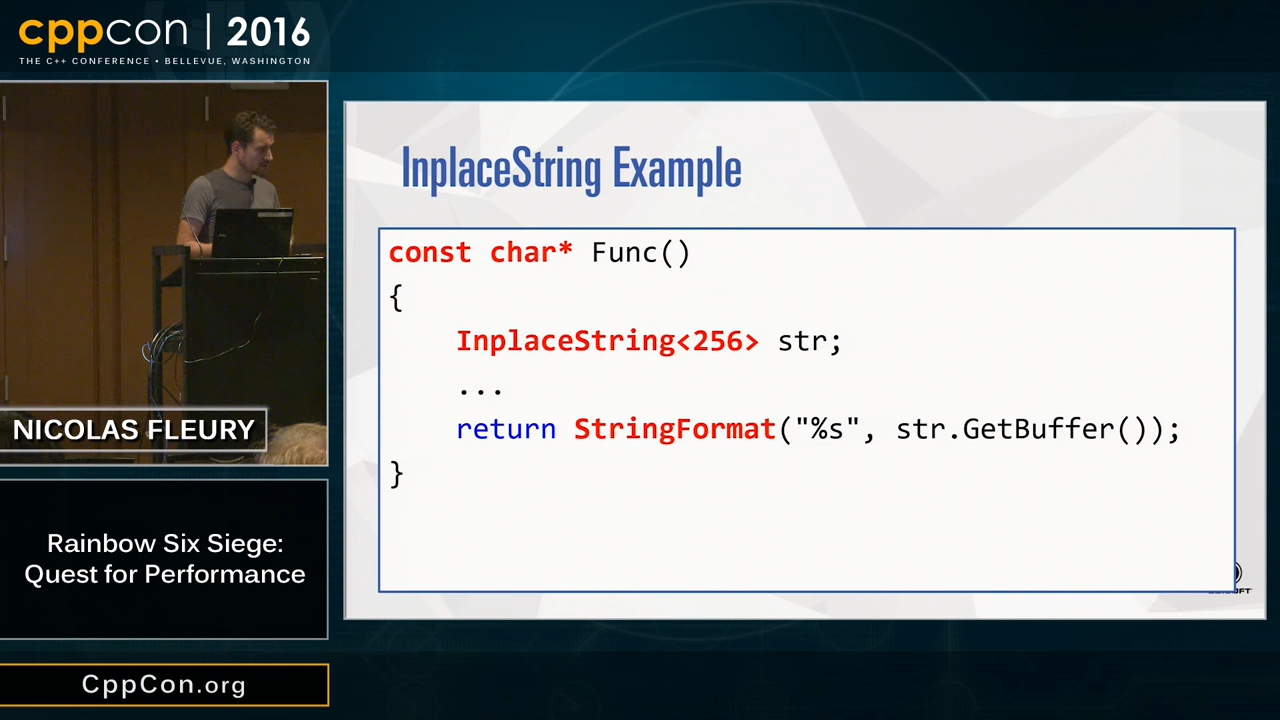 cppcon | 2016
THE C++ CONFERENCE • BELLEVUE, WASHINGTON
NICOLAS FLEURY
Rainbow Six Siege:
Quest for Performance
CppCon.org
InplaceString Example
const char* Func()
{
    InplaceString<256> str;
    ...
    return StringFormat("%s", str.GetBuffer());
}